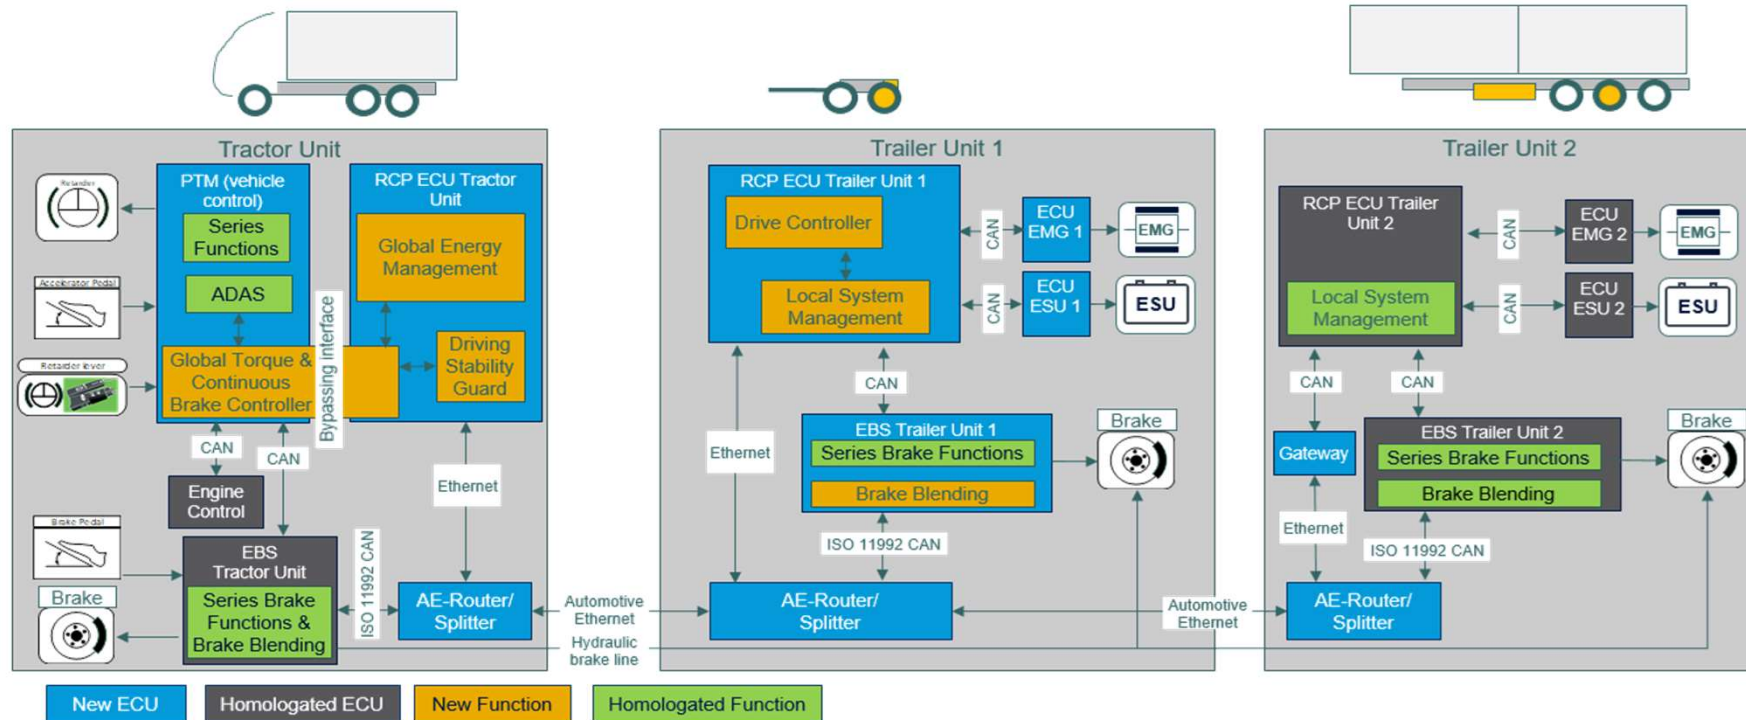 Tractor Unit
Retarder
PTM (vehicle
control)
Series
Functions
ADAS
Accelerator Pedal
Retarder lever
Global Torque &
Continuous
Brake Controller
Bypassing interface
RCP ECU Tractor
Unit
Global Energy
Management
Driving
Stability
Guard
CAN
CAN
Engine
Control
Ethernet
Brake Pedal
Brake
EBS
Tractor Unit
Series Brake
Functions &
Brake Blending
ISO 11992 CAN
AE-Router/
Splitter
Automotive
Ethernet
Hydraulic
brake line
Trailer Unit 1
RCP ECU Trailer Unit 1
Drive Controller
Local System
Management
CAN
ECU
EMG 1
EMG
CAN
ECU
ESU 1
ESU
CAN
Ethernet
EBS Trailer Unit 1
Series Brake Functions
Brake Blending
Brake
ISO 11992 CAN
AE-Router/
Splitter
Automotive
Ethernet
Trailer Unit 2
RCP ECU Trailer
Unit 2
Local System
Management
CAN
ECU
EMG 2
EMG
CAN
ECU
ESU 2
ESU
CAN
CAN
Gateway
Ethernet
EBS Trailer Unit 2
Series Brake Functions
Brake Blending
Brake
ISO 11992 CAN
AE-Router/
Splitter
New ECU
Homologated ECU
New Function
Homologated Function